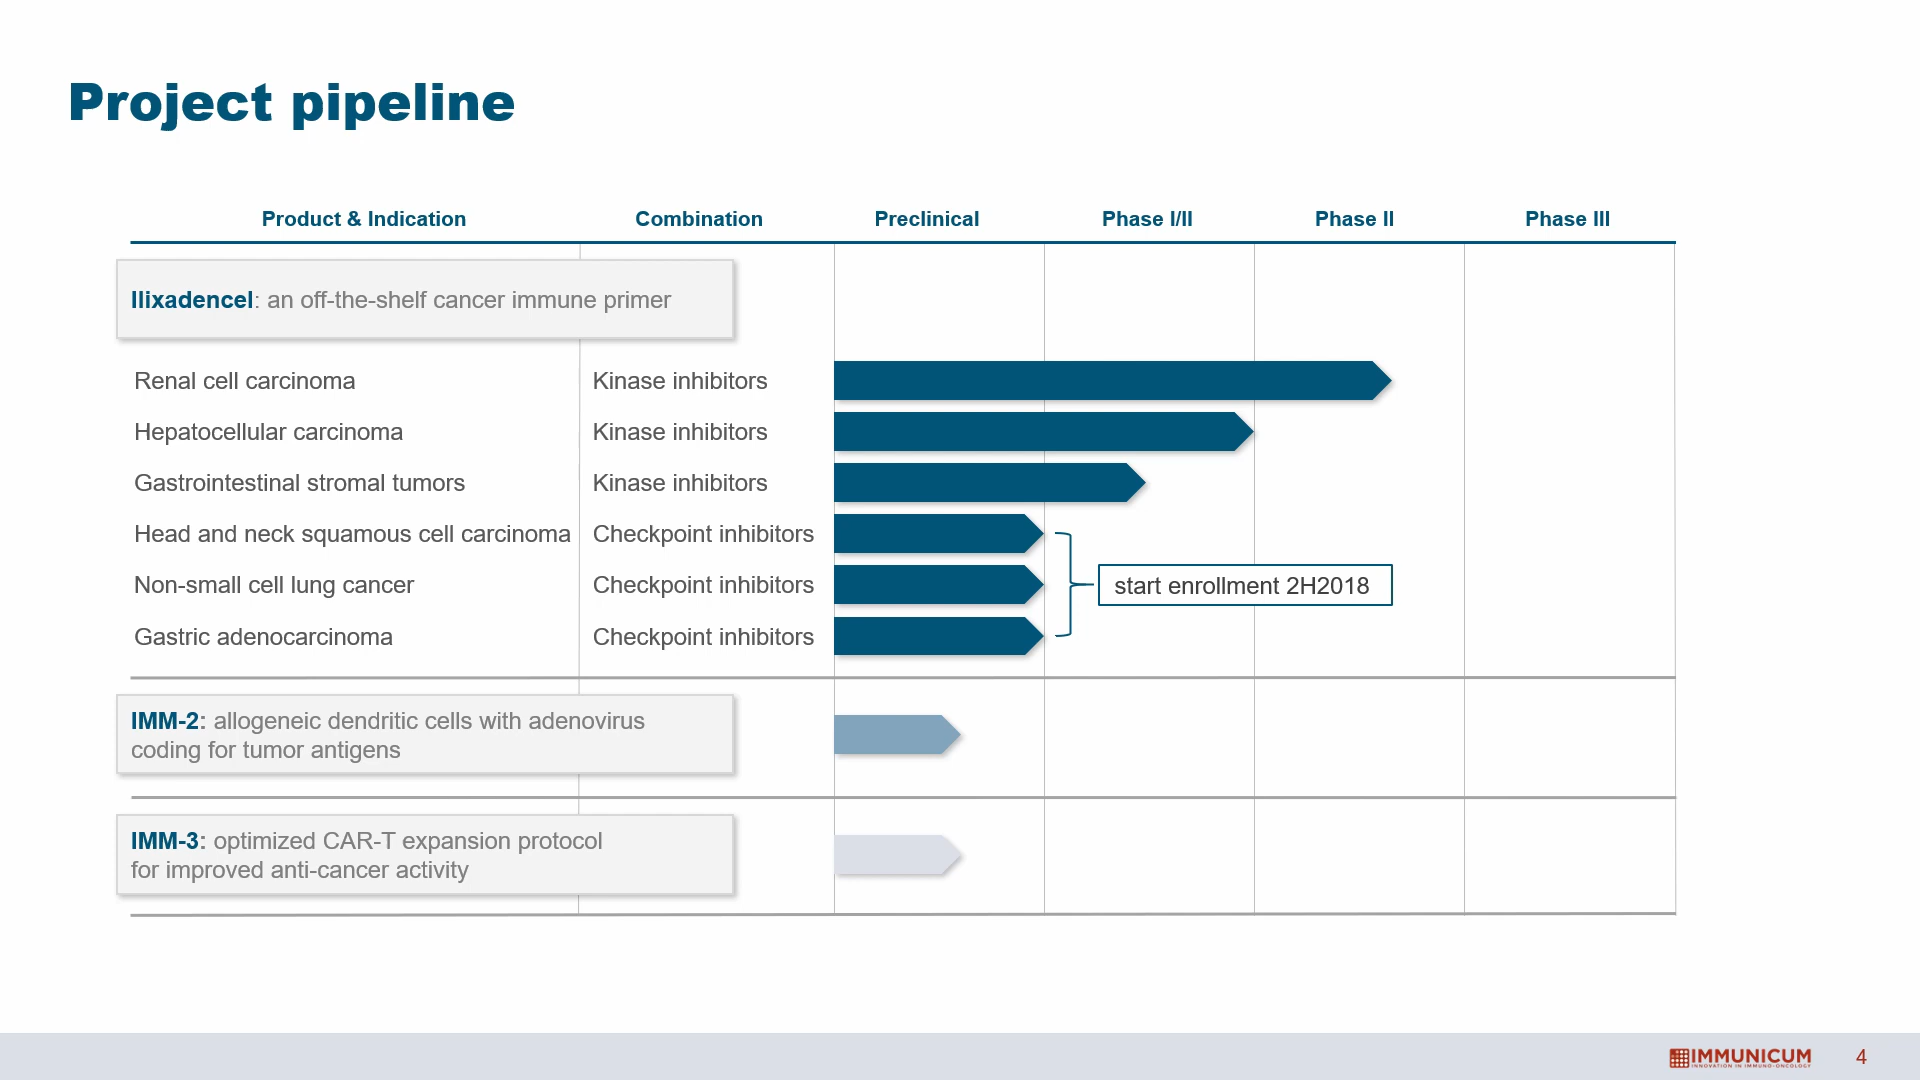 Project pipeline
Product & Indication Combination Preclinical Phase I/II Phase II Phase III
Ilixadencel: an off-the-shelf cancer immune primer
Renal cell carcinoma Kinase inhibitors
Hepatocellular carcinoma Kinase inhibitors
Gastrointestinal stromal tumors Kinase inhibitors
Head and neck squamous cell carcinoma Checkpoint inhibitors
Non-small cell lung cancer Checkpoint inhibitors start enrollment 2H2018
Gastric adenocarcinoma Checkpoint inhibitors
IMM-2: allogeneic dendritic cells with adenovirus
coding for tumor antigens
IMM-3: optimized CAR-T expansion protocol
for improved anti-cancer activity
IMMUNICUM 4
INNOVATION IN IMMUNO-ONCOLOGY